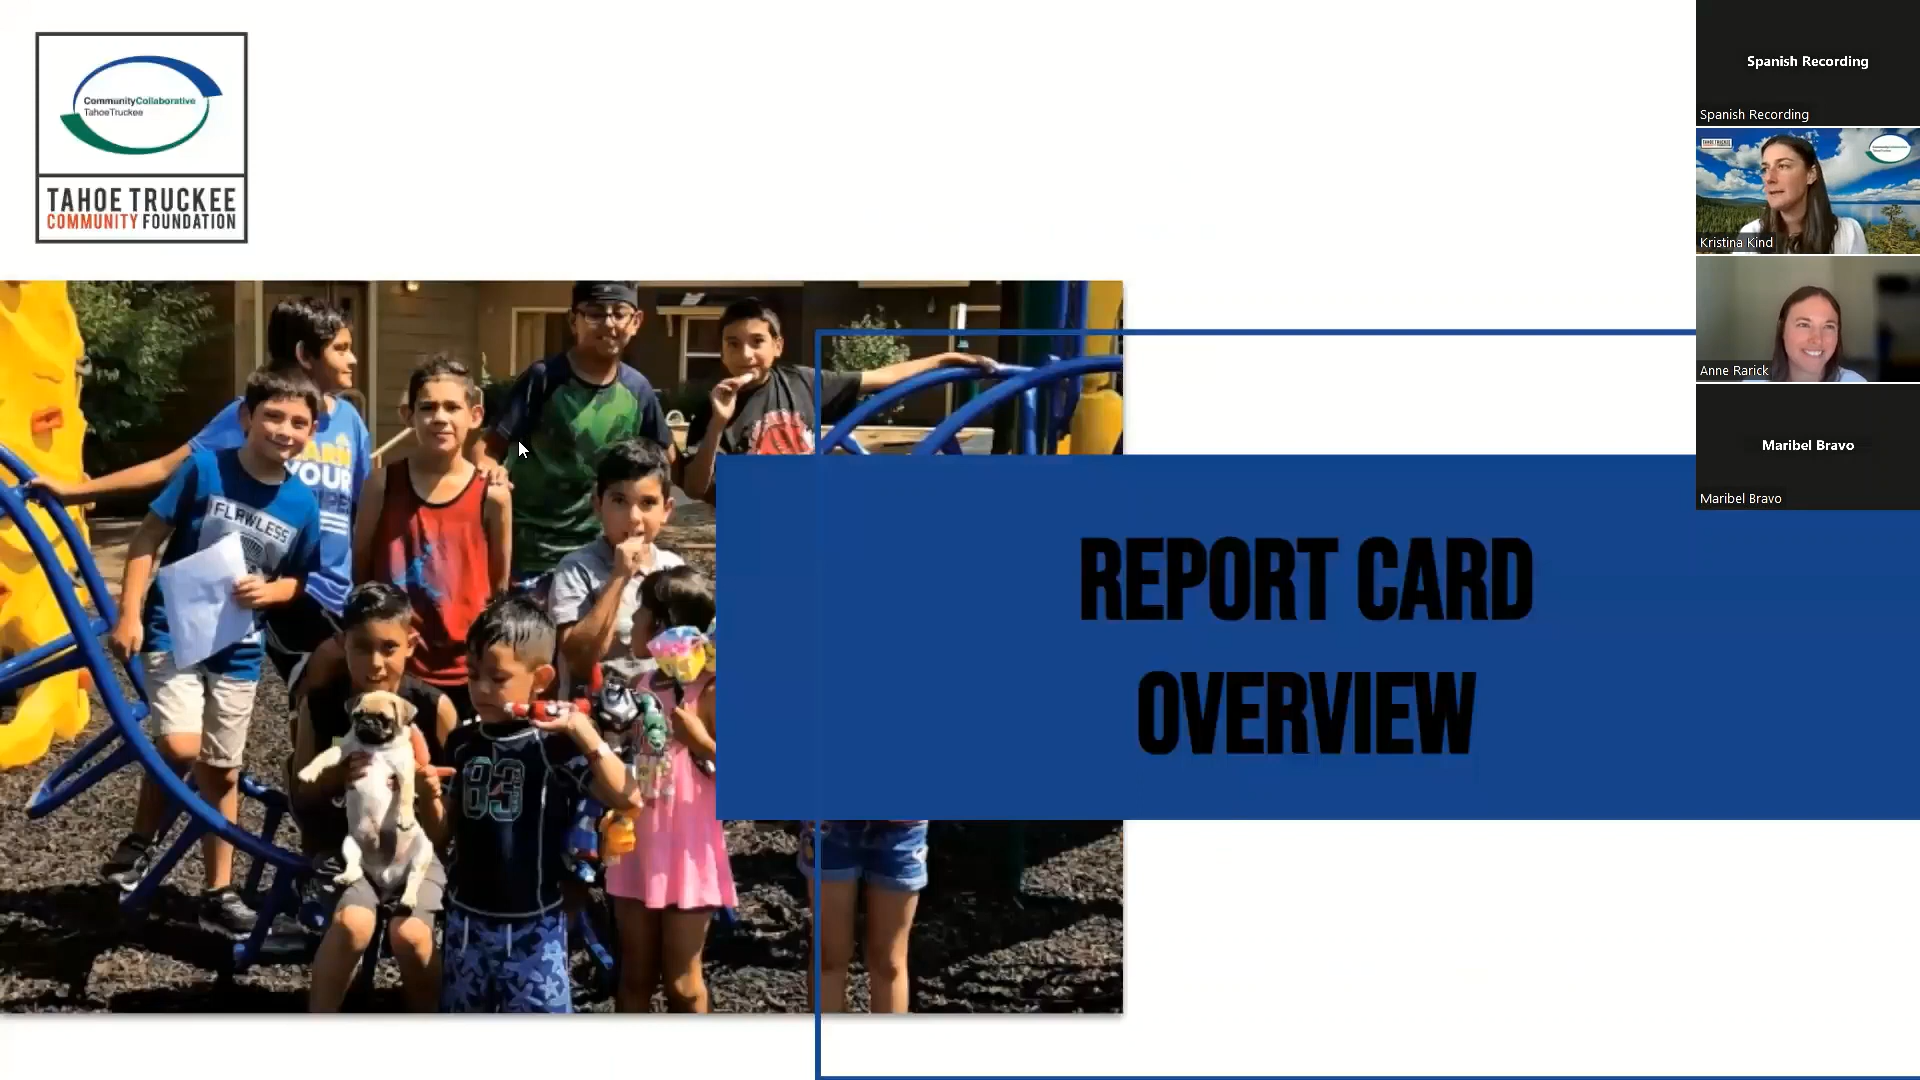 CommunityCollaborative
TahoeTruckee
TAHOE TRUCKEE
COMMUNITY FOUNDATION
YOUR
FLAWLESS
83
REPORT CARD
OVERVIEW
Spanish Recording
Spanish Recording
Kristina Kind
Anne Rarick
Maribel Bravo
Maribel Bravo